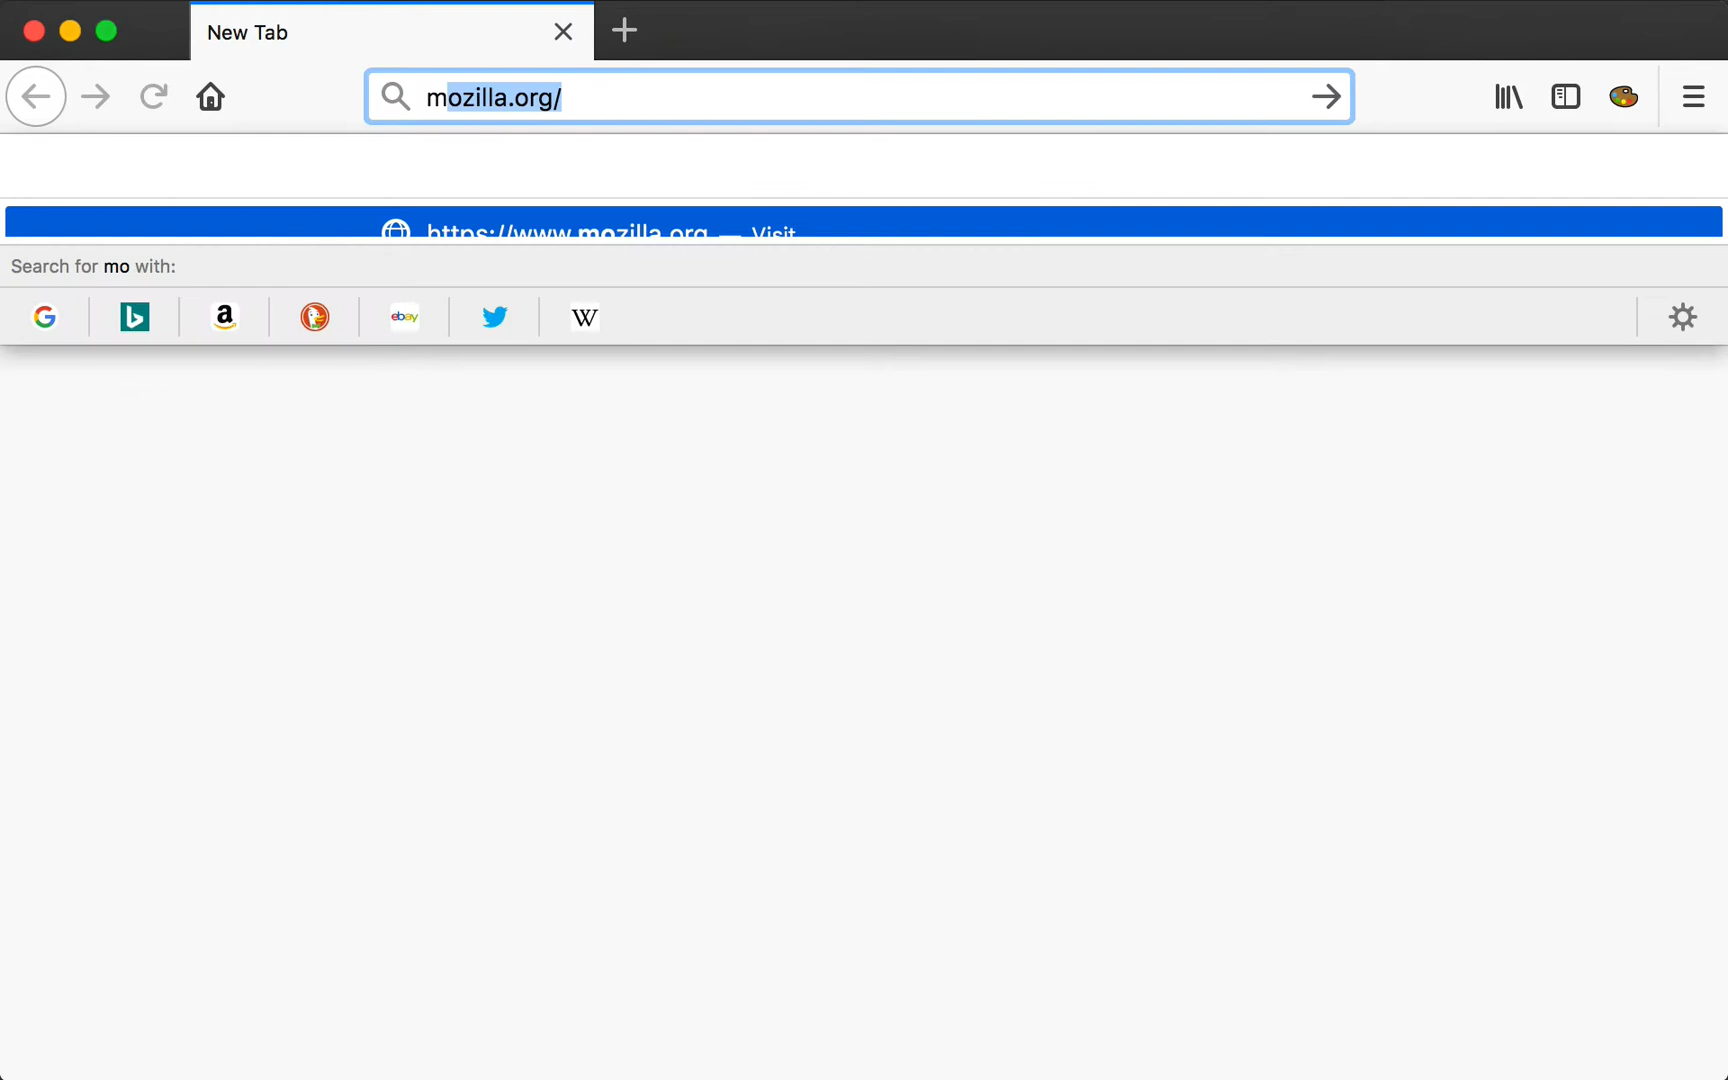 New Tab
mozilla.org/
https://www.mozilla.org — Visit
Search for mo with:
a
ebay
W